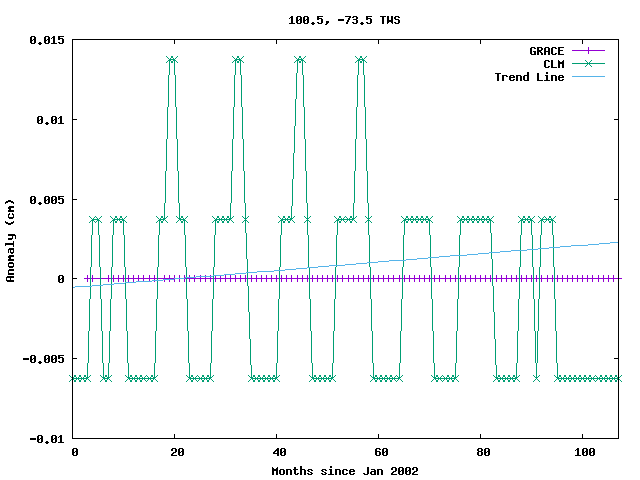 100.5, -73.5 TWS
0.015
0.01
0.005
0
-0.005
-0.01
Anomaly (cm)
GRACE
CLM
Trend Line
0 20 40 60 80 100
Months since Jan 2002